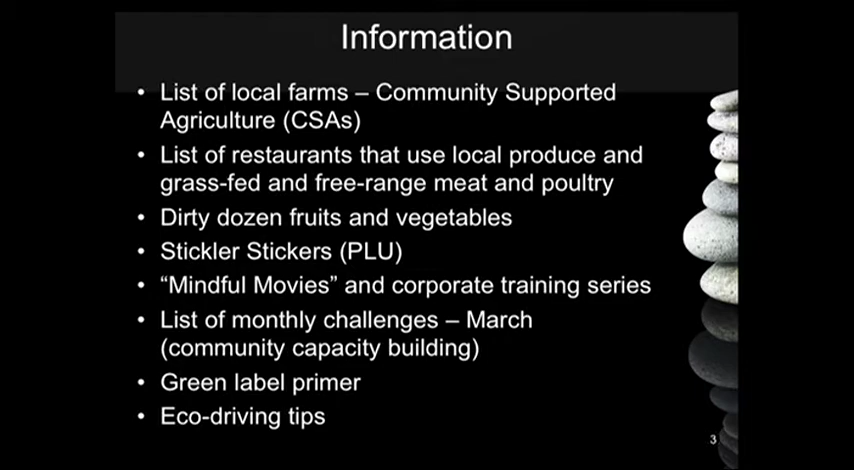 Information
• List of local farms – Community Supported
Agriculture (CSAs)
• List of restaurants that use local produce and
grass-fed and free-range meat and poultry
• Dirty dozen fruits and vegetables
• Stickler Stickers (PLU)
• “Mindful Movies” and corporate training series
• List of monthly challenges – March
(community capacity building)
• Green label primer
• Eco-driving tips
3